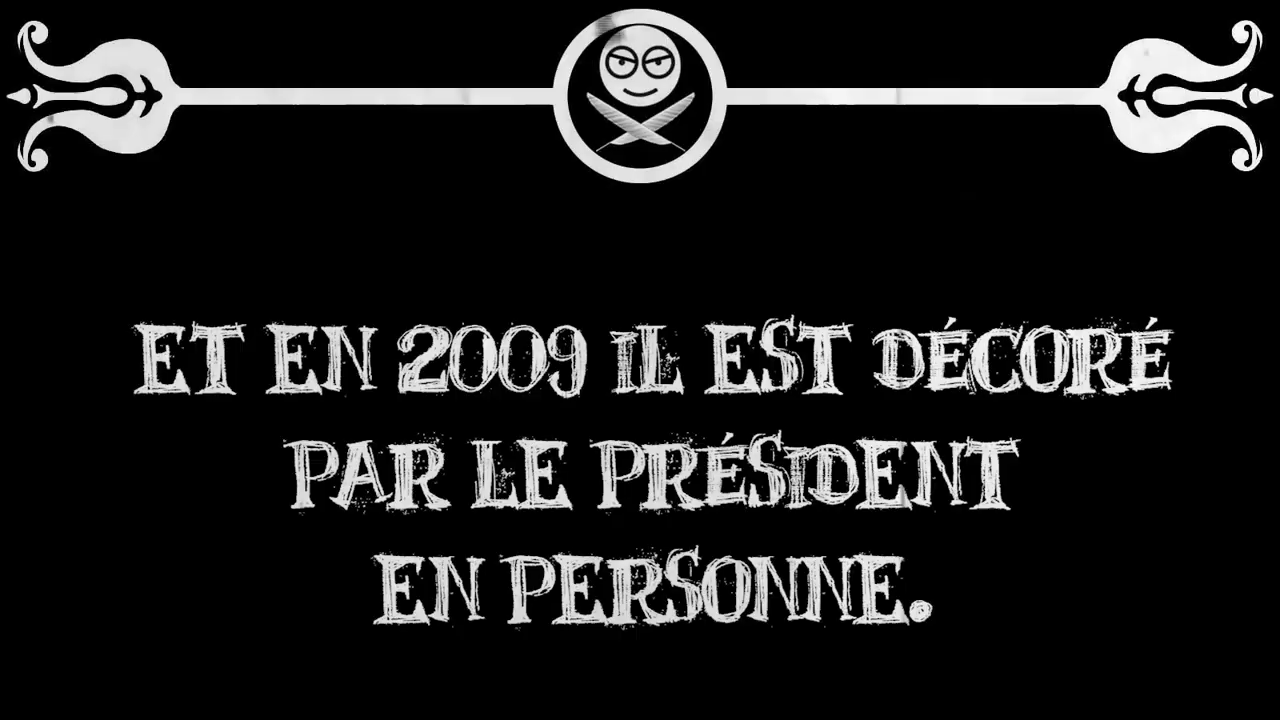 ET EN 2009 IL EST DÉCORÉ
PAR LE PRÉSIDENT
EN PERSONNE.